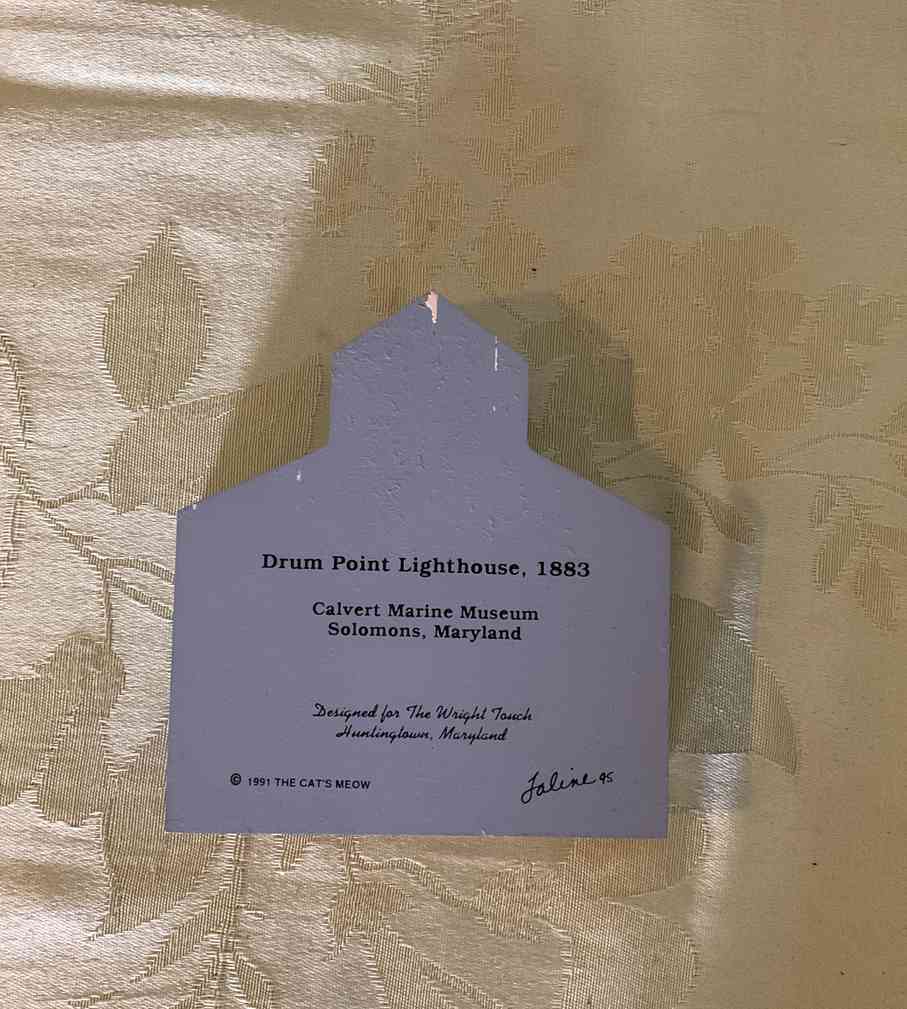 Drum Point Lighthouse, 1883
Calvert Marine Museum
Solomons, Maryland
Designed for The Wright Touch
Huntingtown, Maryland
© 1991 THE CAT'S MEOW
Faline 95